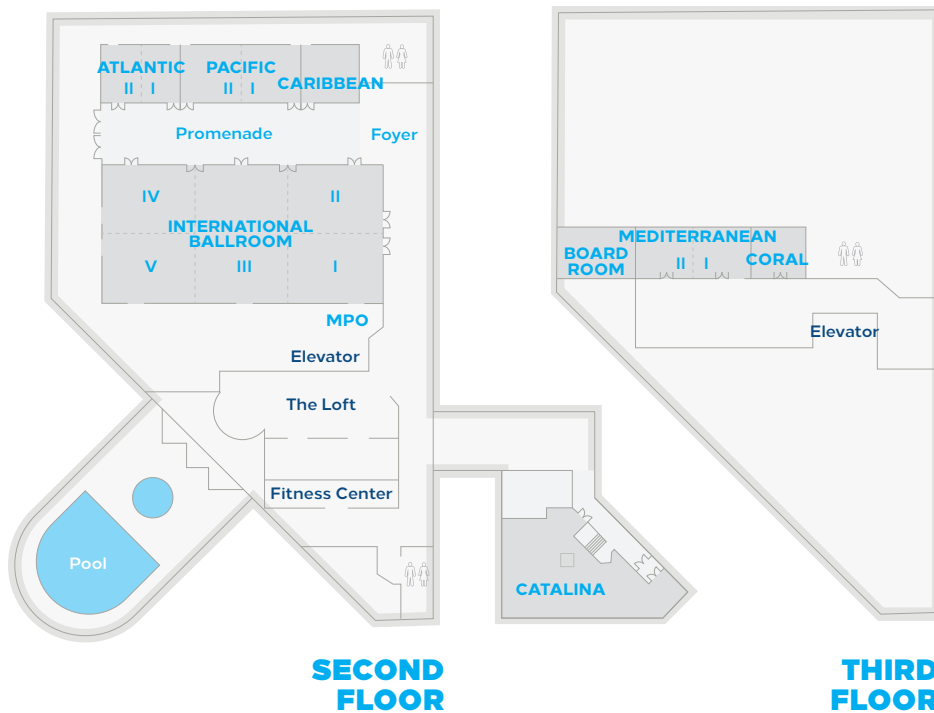 ATLANTIC
II I
PACIFIC
II I
CARIBBEAN
Promenade
Foyer
IV
II
INTERNATIONAL
BALLROOM
V
III
I
MPO
Elevator
The Loft
Fitness Center
Pool
CATALINA
SECOND
FLOOR
MEDITERRANEAN
BOARD
ROOM
II I
CORAL
Elevator
THIRD
FLOOR